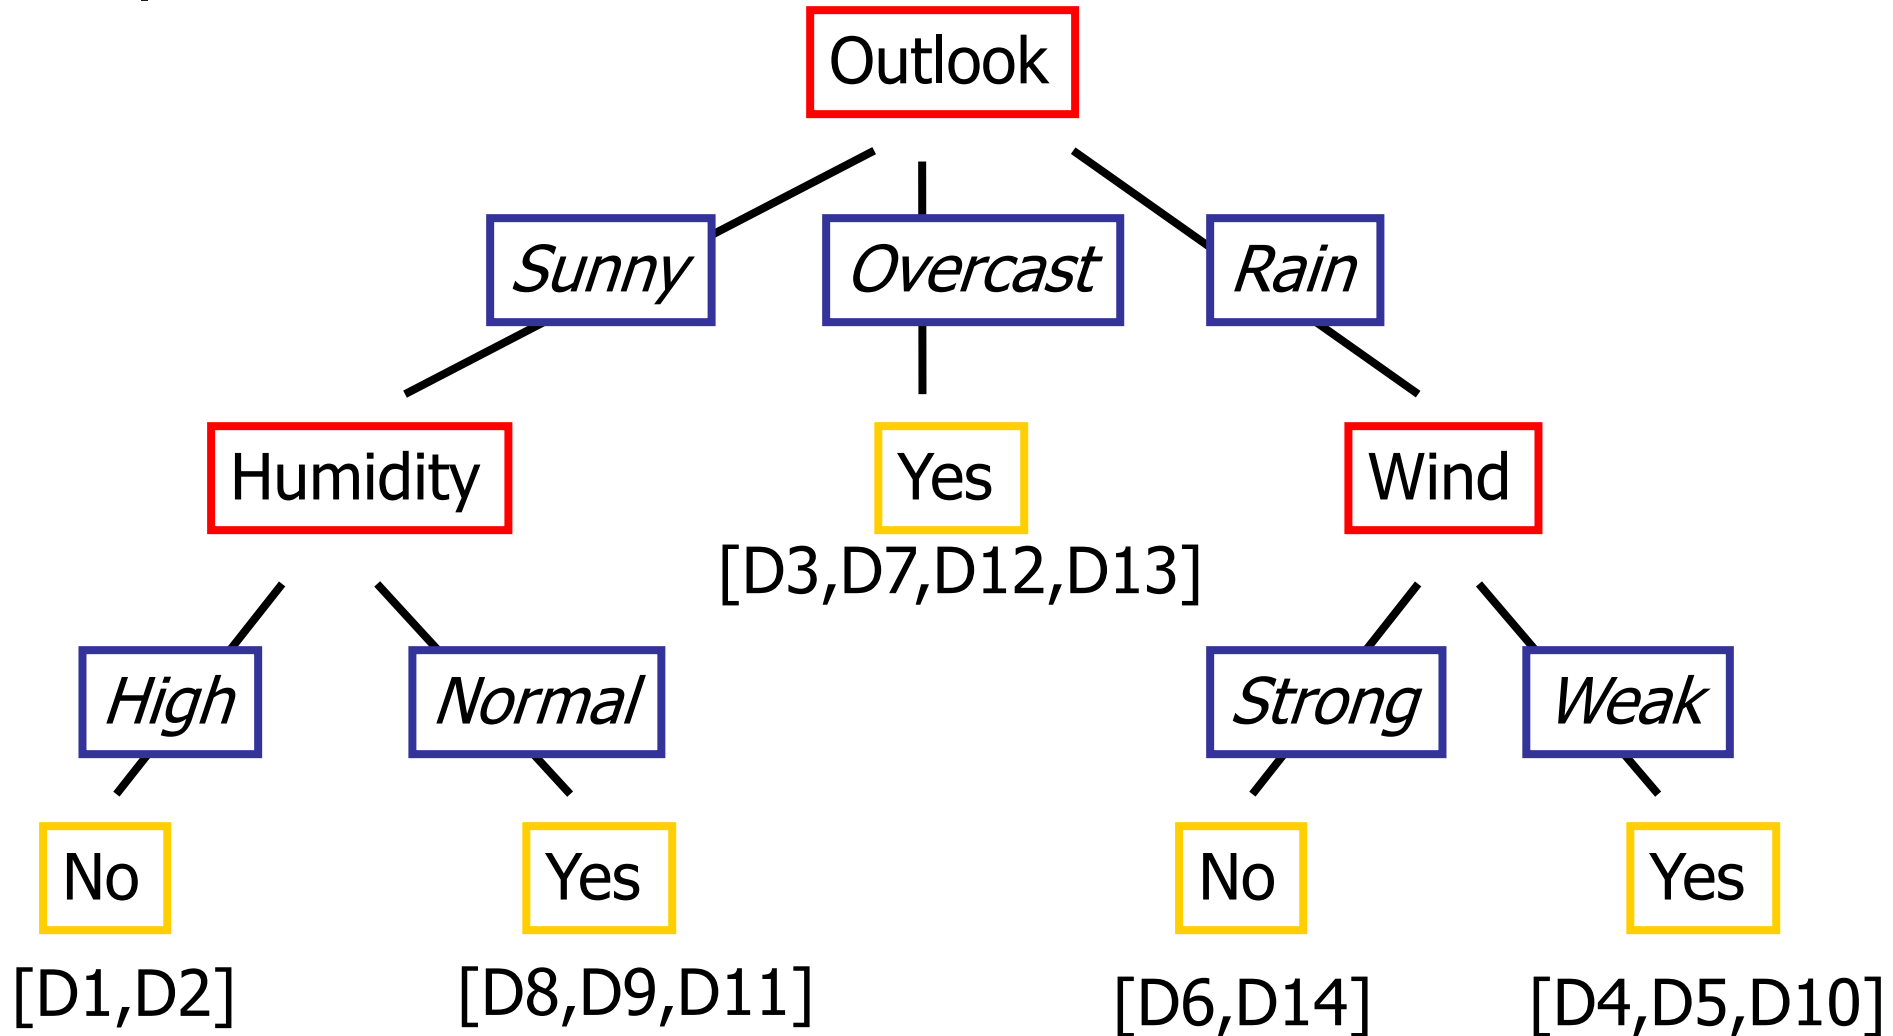 Outlook
Sunny Overcast Rain
Humidity Yes Wind
[D3,D7,D12,D13]
High Normal Strong Weak
No Yes No Yes
[D1,D2] [D8,D9,D11] [D6,D14] [D4,D5,D10]